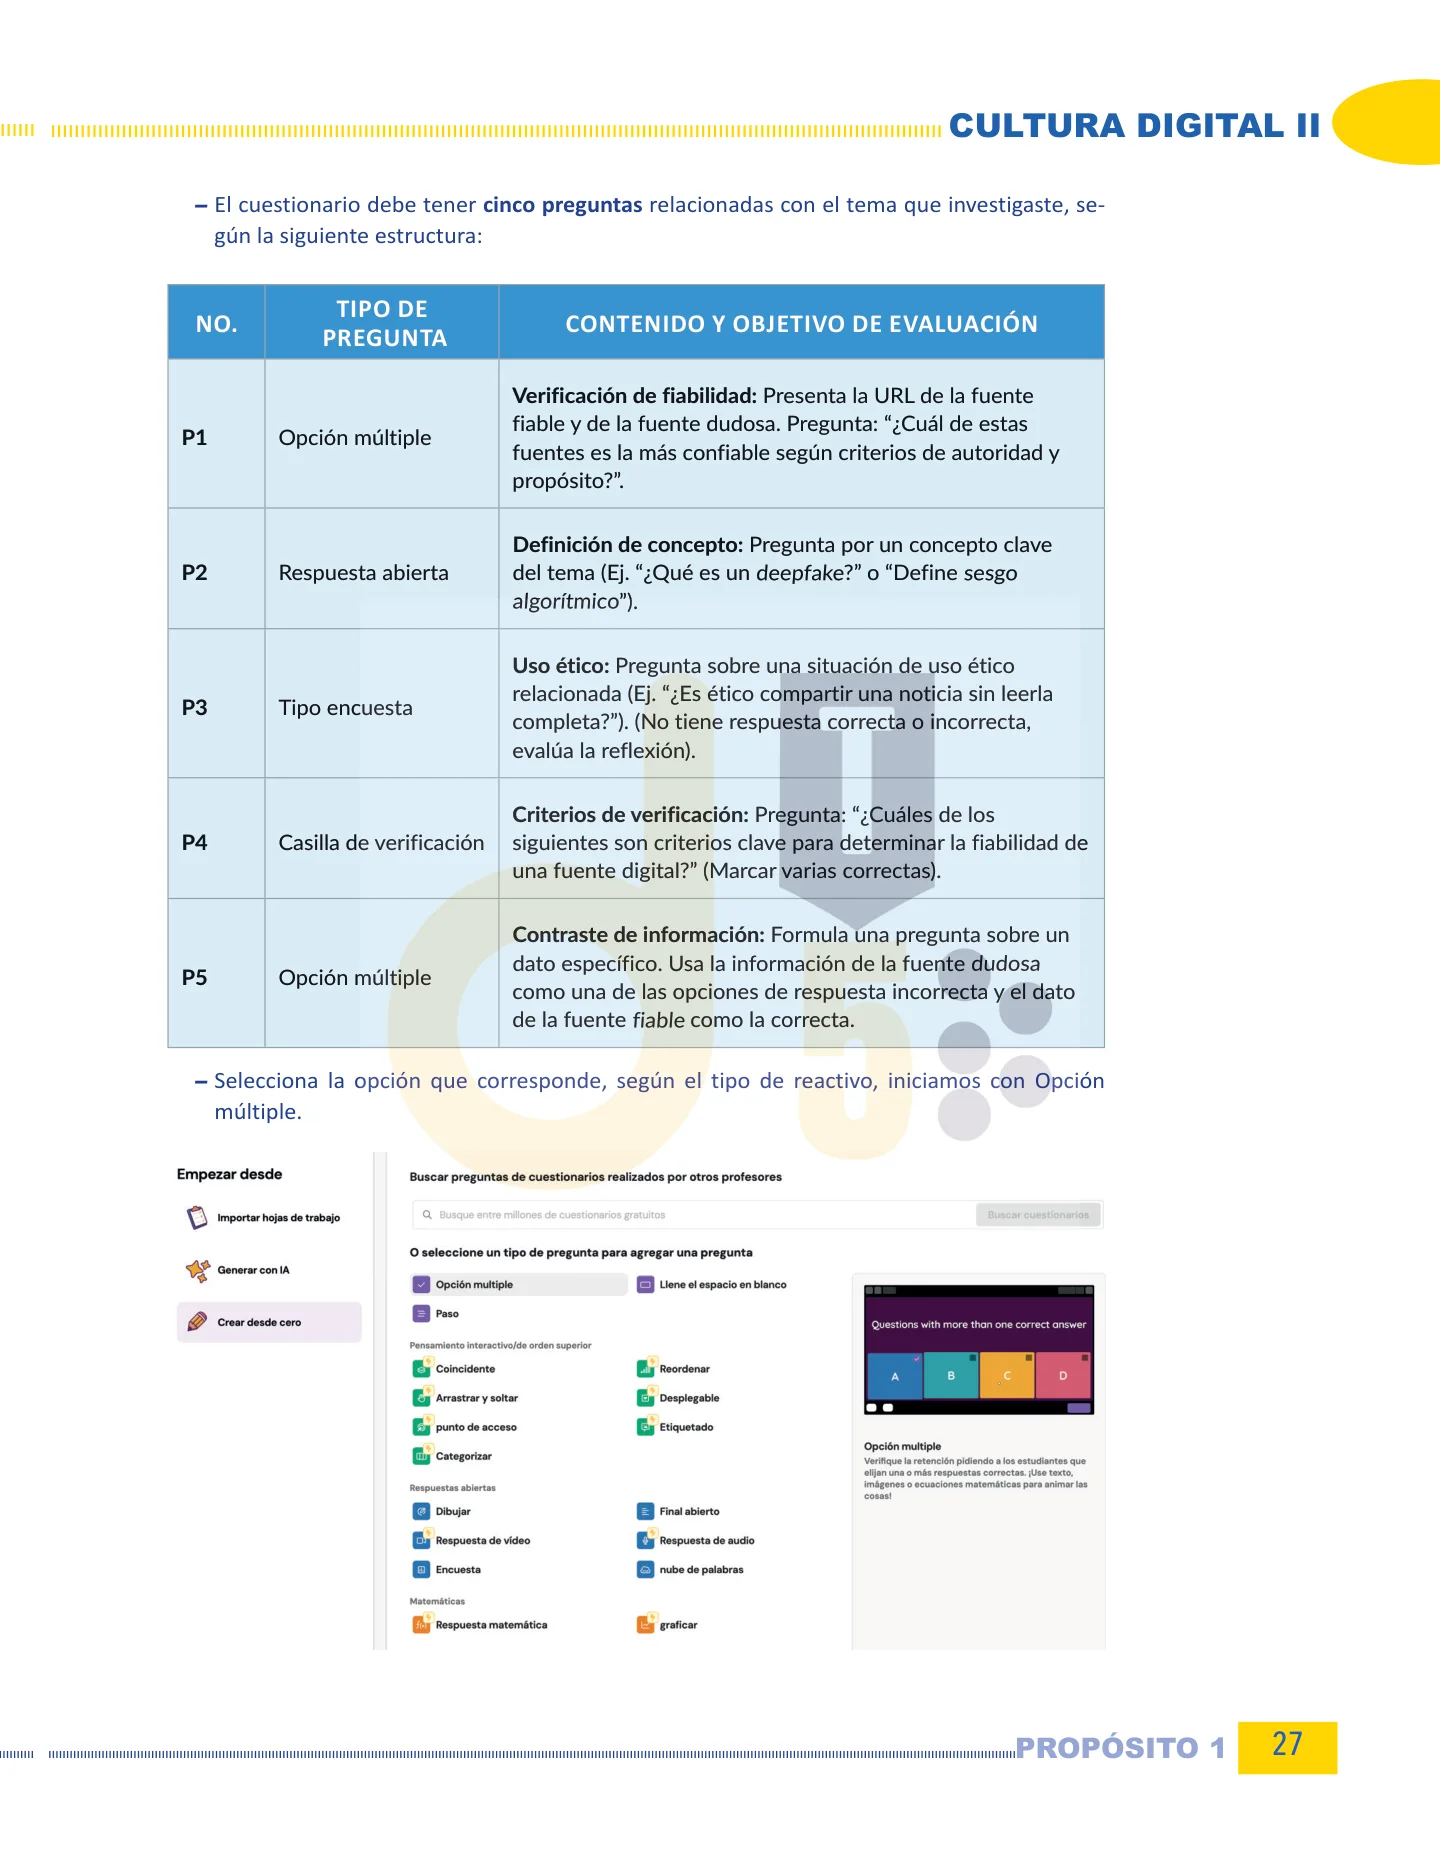 CULTURA DIGITAL II
– El cuestionario debe tener cinco preguntas relacionadas con el tema que investigaste, se-
gún la siguiente estructura:
NO.
TIPO DE
PREGUNTA
CONTENIDO Y OBJETIVO DE EVALUACIÓN
P1
Opción múltiple
Verificación de fiabilidad: Presenta la URL de la fuente
fiable y de la fuente dudosa. Pregunta: “¿Cuál de estas
fuentes es la más confiable según criterios de autoridad y
propósito?”.
P2
Respuesta abierta
Definición de concepto: Pregunta por un concepto clave
del tema (Ej. “¿Qué es un deepfake?” o “Define sesgo
algorítmico”).
P3
Tipo encuesta
Uso ético: Pregunta sobre una situación de uso ético
relacionada (Ej. “¿Es ético compartir una noticia sin leerla
completa?”). (No tiene respuesta correcta o incorrecta,
evalúa la reflexión).
P4
Casilla de verificación
Criterios de verificación: Pregunta: “¿Cuáles de los
siguientes son criterios clave para determinar la fiabilidad de
una fuente digital?” (Marcar varias correctas).
P5
Opción múltiple
Contraste de información: Formula una pregunta sobre un
dato específico. Usa la información de la fuente dudosa
como una de las opciones de respuesta incorrecta y el dato
de la fuente fiable como la correcta.
– Selecciona la opción que corresponde, según el tipo de reactivo, iniciamos con Opción
múltiple.
Empezar desde
Importar hojas de trabajo
Generar con IA
Crear desde cero
Buscar preguntas de cuestionarios realizados por otros profesores
Busque entre millones de cuestionarios gratuitos
Buscar cuestionarios
O seleccione un tipo de pregunta para agregar una pregunta
Opción multiple
Llene el espacio en blanco
Paso
Pensamiento interactivo/de orden superior
Coincidente
Reordenar
Arrastrar y soltar
Desplegable
punto de acceso
Etiquetado
Categorizar
Respuestas abiertas
Dibujar
Final abierto
Respuesta de vídeo
Respuesta de audio
Encuesta
nube de palabras
Matemáticas
Respuesta matemática
graficar
Questions with more than one correct answer
A
B
C
D
Opción multiple
Verifique la retención pidiendo a los estudiantes que
elijan una o más respuestas correctas. ¡Use texto,
imágenes o ecuaciones matemáticas para animar las
cosas!
PROPÓSITO 1
27